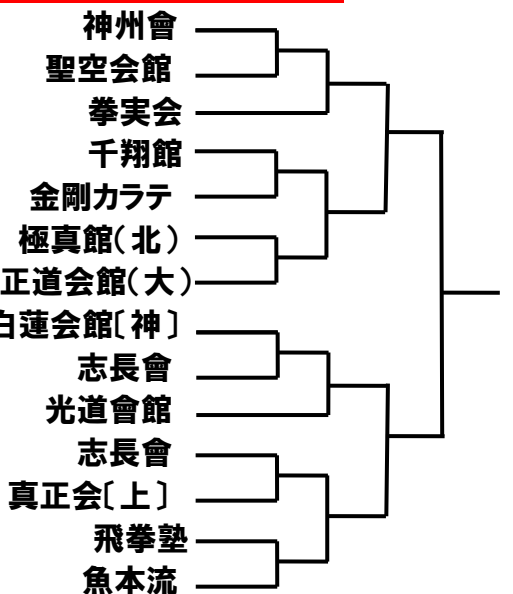 神州會
聖空会館
拳実会
千翔館
金剛カラテ
極真館（北）
正道会館（大）
白蓮会館〔神〕
志長會
光道會館
志長會
真正会〔上〕
飛拳塾
魚本流